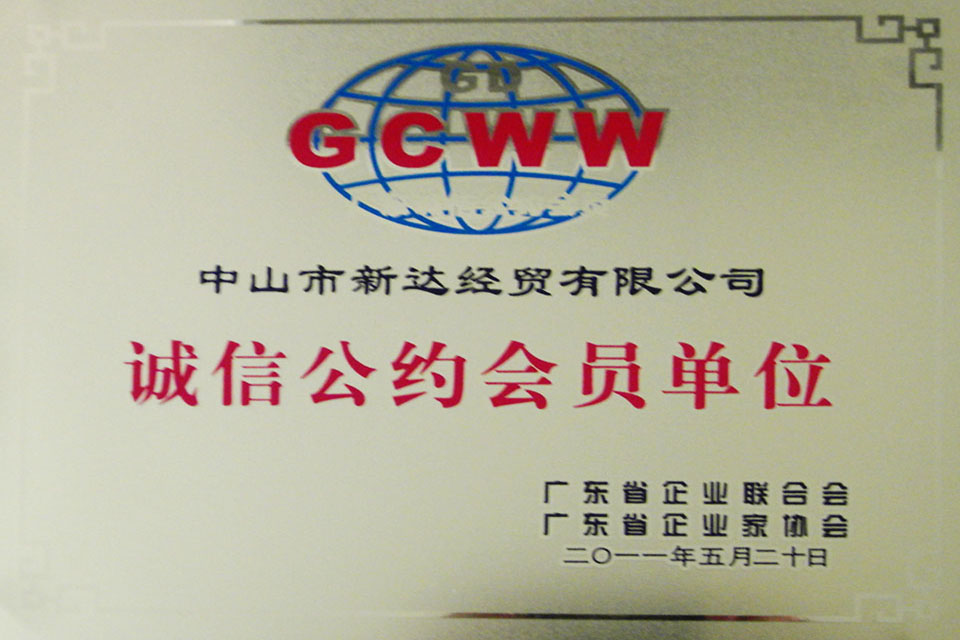 GD
GCWW
中山市新达经贸有限公司
诚信公约会员单位
广东省企业联合会
广东省企业家协会
二〇一一年五月二十日